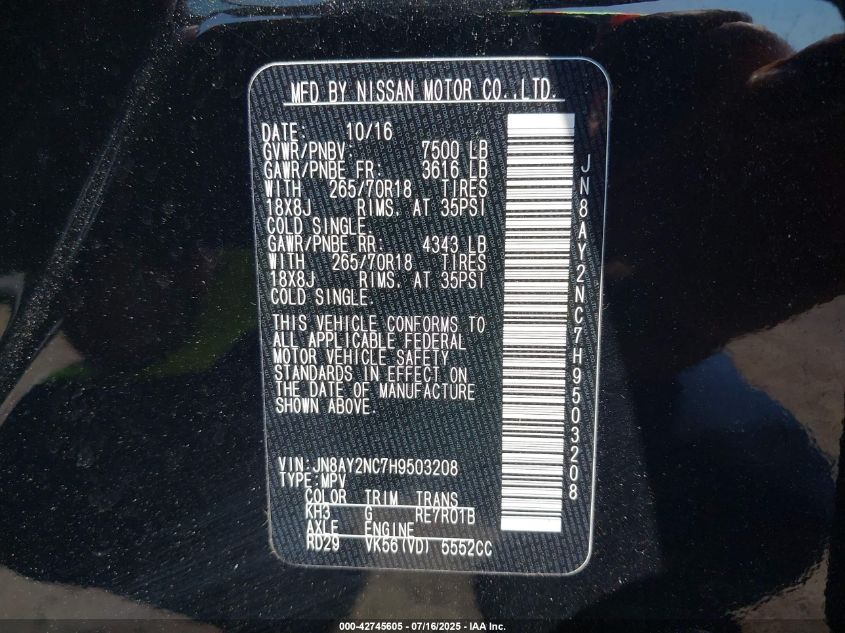 MFD BY NISSAN MOTOR CO.,LTD.
DATE: 10/16
GVWR/PNBV: 7500 LB
GAWR/PNBE FR: 3616 LB
WITH 265/70R18 TIRES
18X8J RIMS. AT 35PSI
COLD SINGLE.
GAWR/PNBE RR: 4343 LB
WITH 265/70R18 TIRES
18X8J RIMS. AT 35PSI
COLD SINGLE.
THIS VEHICLE CONFORMS TO
ALL APPLICABLE FEDERAL
MOTOR VEHICLE SAFETY
STANDARDS IN EFFECT ON
THE DATE OF MANUFACTURE
SHOWN ABOVE.
VIN:JN8AY2NC7H9503208
TYPE:MPV
COLOR TRIM TRANS
KH3 G RE7R01B
AXLE ENGINE
RD29 VK56(VD) 5552CC
JN8AY2NC7H9503208
000-42745605 - 07/16/2025 - IAA Inc.